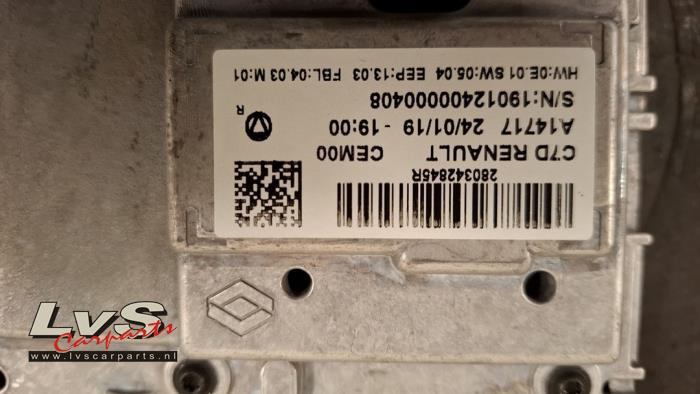 280342845R
C7D RENAULT CEM00
A14717 24/01/19 - 19:00
S/N:19012400000408
R
HW:0E.01 SW:05.04 EEP:13.03 FBL:04.03 M:01
LvS
Carparts
www.lvscarparts.nl